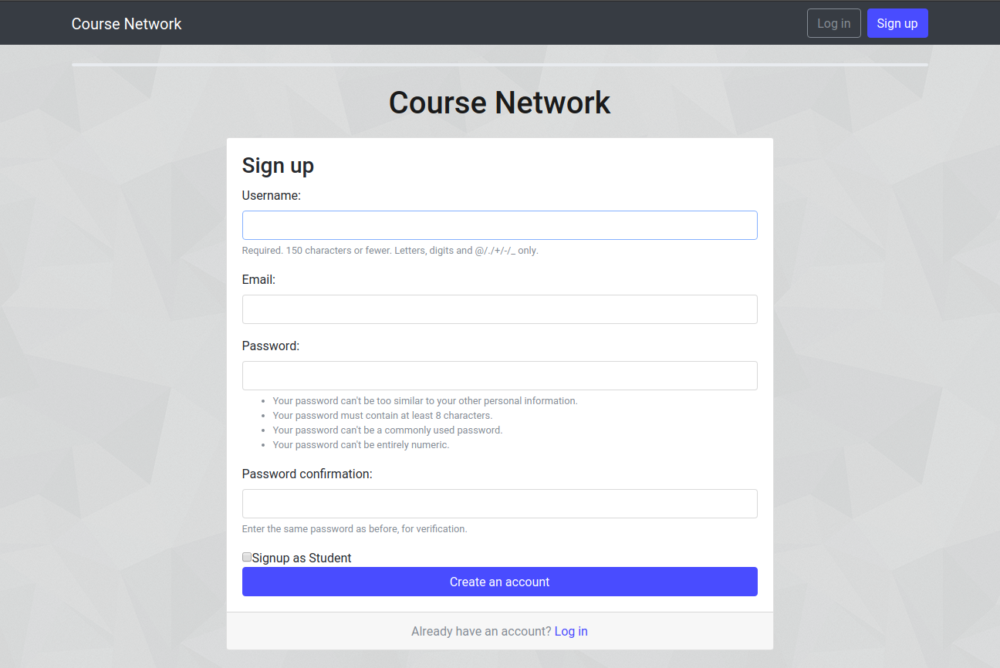 Course Network
Log in
Sign up
Course Network
Sign up
Username:
Required. 150 characters or fewer. Letters, digits and @/./+/-/_ only.
Email:
Password:
Your password can't be too similar to your other personal information.
Your password must contain at least 8 characters.
Your password can't be a commonly used password.
Your password can't be entirely numeric.
Password confirmation:
Enter the same password as before, for verification.
Signup as Student
Create an account
Already have an account? Log in